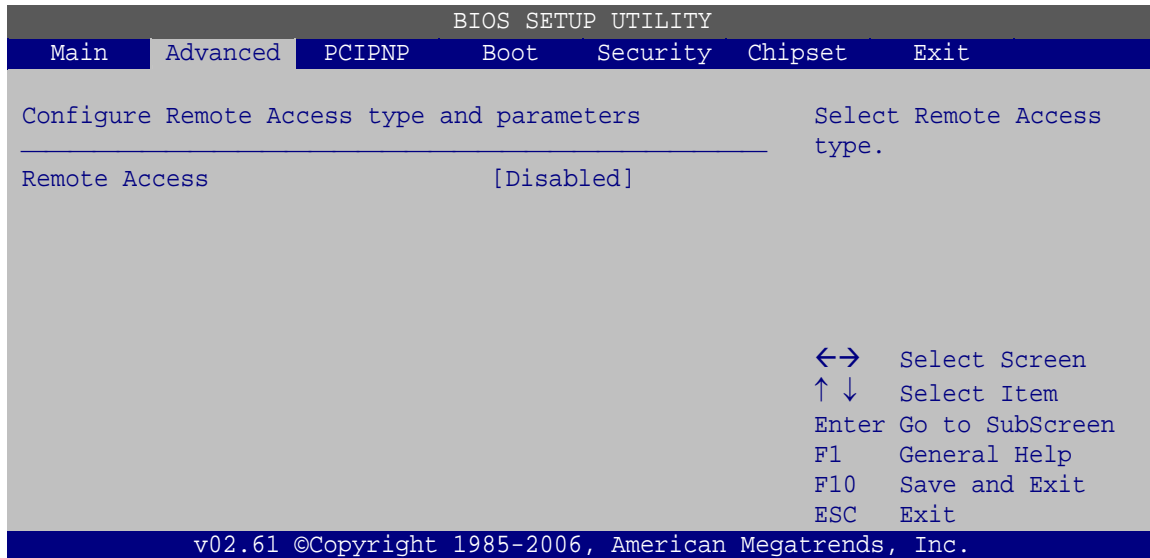 BIOS SETUP UTILITY
Main Advanced PCIPNP Boot Security Chipset Exit
Configure Remote Access type and parameters
Remote Access [Disabled]
Select Remote Access
type.
←→ Select Screen
↑ ↓ Select Item
Enter Go to SubScreen
F1 General Help
F10 Save and Exit
ESC Exit
v02.61 ©Copyright 1985-2006, American Megatrends, Inc.